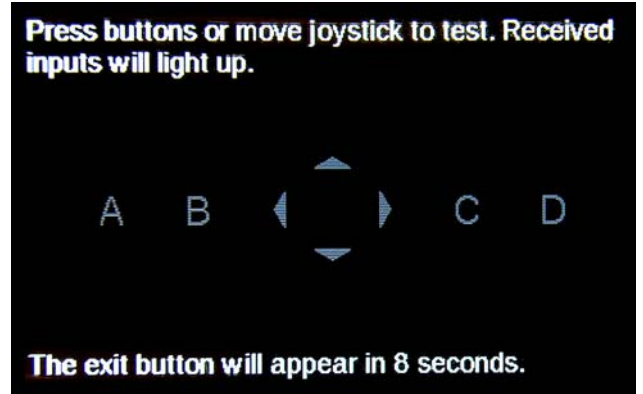 Press buttons or move joystick to test. Received
inputs will light up.
A B C D
The exit button will appear in 8 seconds.